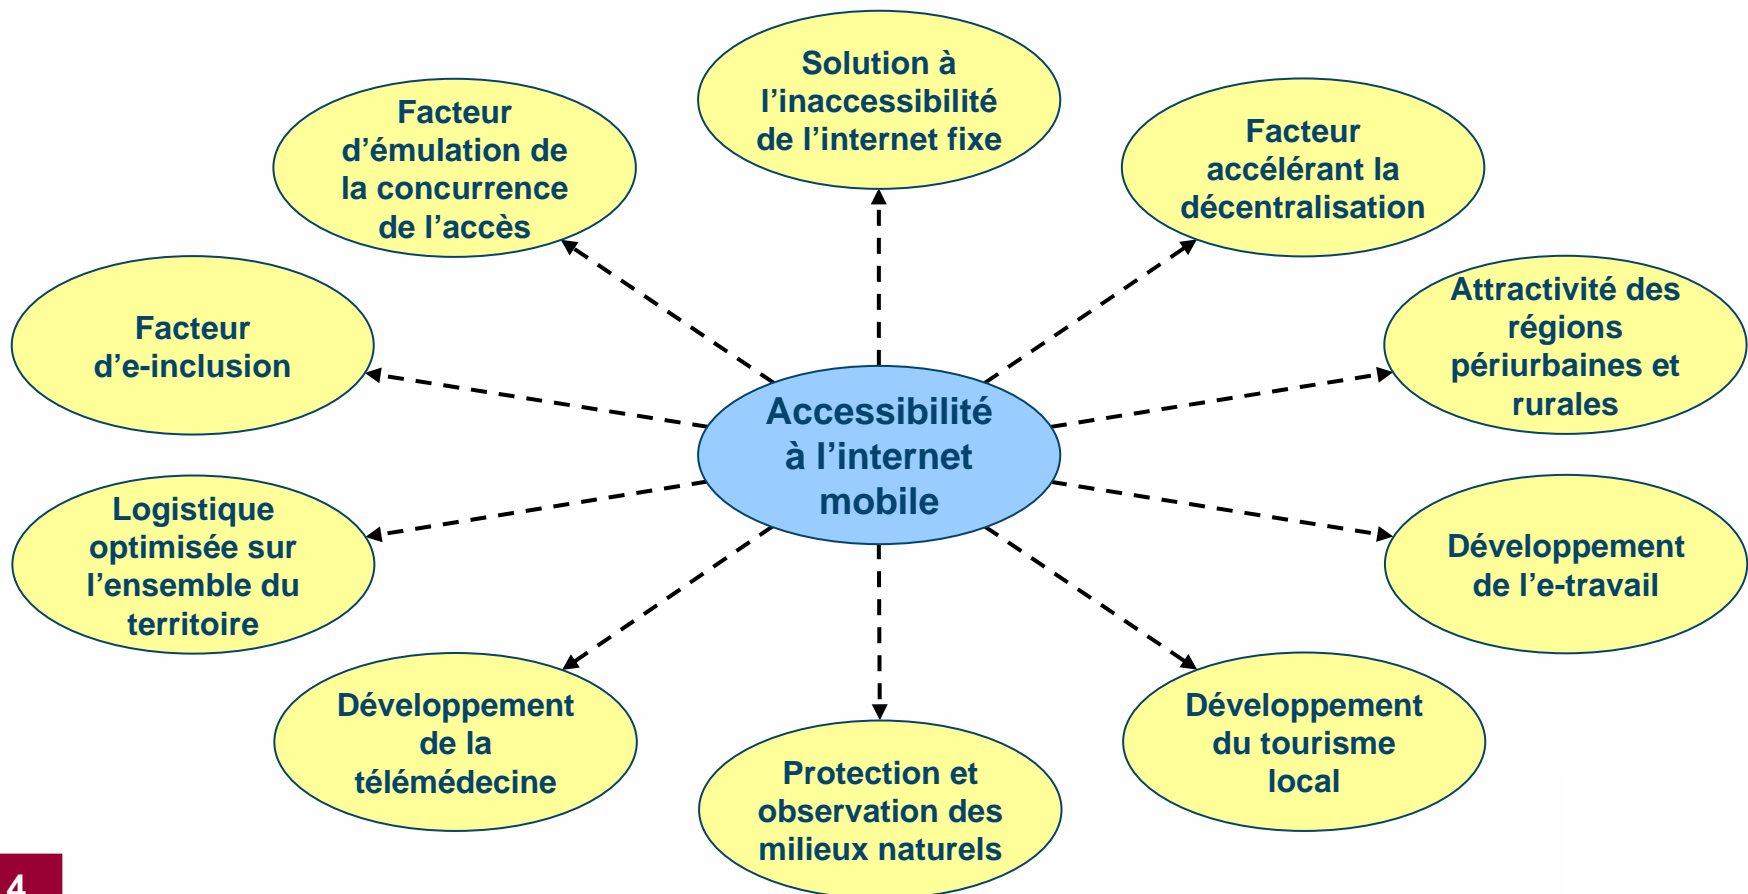 Solution à
l’inaccessibilité
de l’internet fixe
Facteur
d’émulation de
la concurrence
de l’accès
Facteur
accélérant la
décentralisation
Facteur
d’e-inclusion
Attractivité des
régions
périurbaines et
rurales
Accessibilité
à l’internet
mobile
Logistique
optimisée sur
l’ensemble du
territoire
Développement
de l’e-travail
Développement
de la
télémédecine
Protection et
observation des
milieux naturels
Développement
du tourisme
local
4